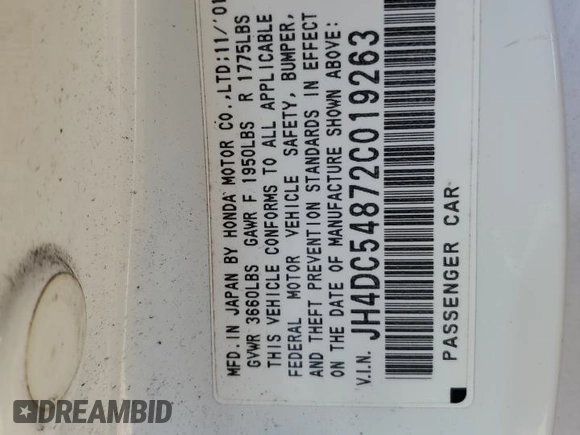 MFD. IN JAPAN BY HONDA MOTOR CO.,LTD;11/'01
GVWR 3660LBS GAWR F 1950LBS R 1775LBS
THIS VEHICLE CONFORMS TO ALL APPLICABLE
FEDERAL MOTOR VEHICLE SAFETY, BUMPER,
AND THEFT PREVENTION STANDARDS IN EFFECT
ON THE DATE OF MANUFACTURE SHOWN ABOVE.
V.I.N. JH4DC54872C019263
PASSENGER CAR
DREAMBID